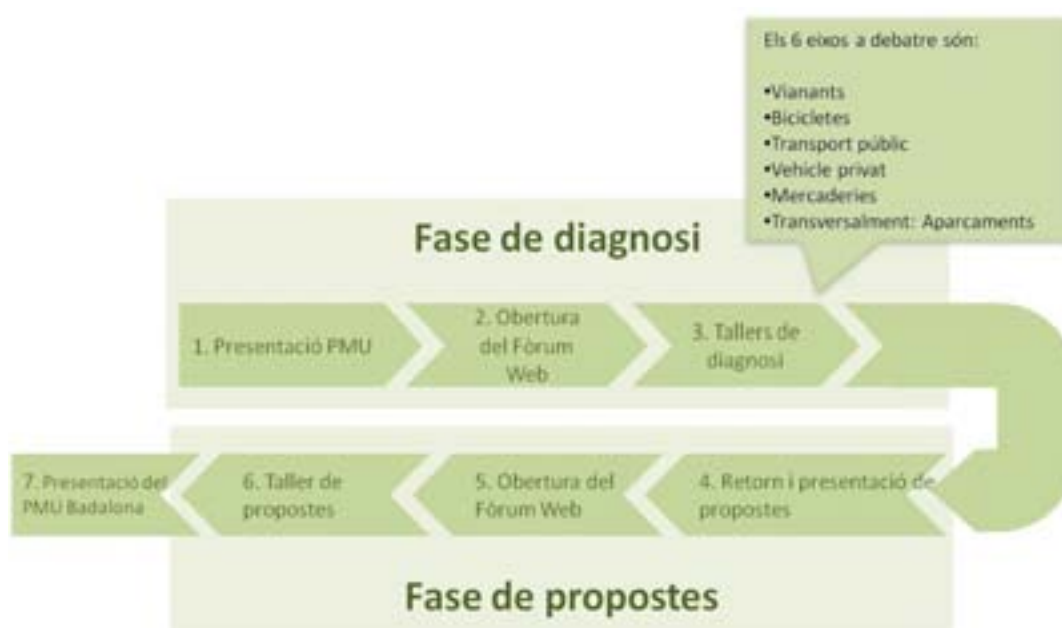 Els 6 eixos a debatre són:
•Vianants
•Bicicletes
•Transport públic
•Vehicle privat
•Mercaderies
•Transversalment: Aparcaments
Fase de diagnosi
1. Presentació PMU
2. Obertura
del Fòrum
Web
3. Tallers de
diagnosi
4. Retorn i presentació de
propostes
5. Obertura del
Fòrum Web
6. Taller de
propostes
7. Presentació del
PMU Badalona
Fase de propostes